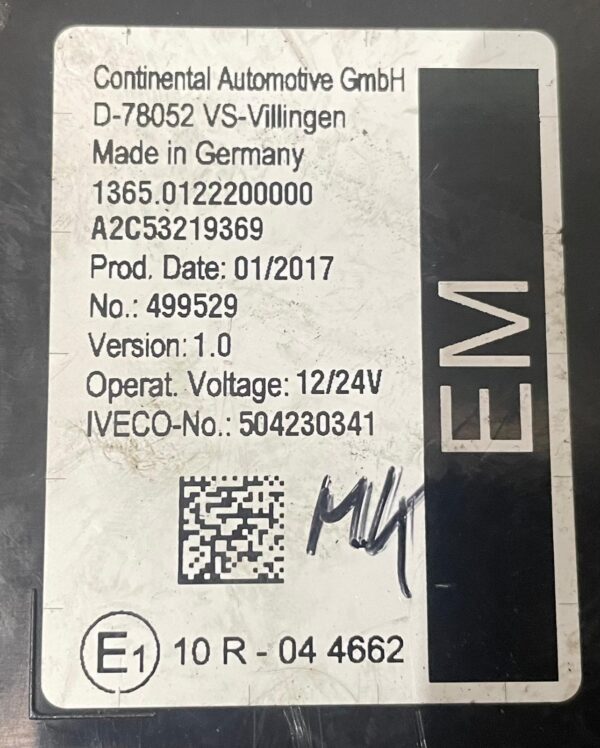 Continental Automotive GmbH
D-78052 VS-Villingen
Made in Germany
1365.0122200000
A2C53219369
Prod. Date: 01/2017
No.: 499529
Version: 1.0
Operat. Voltage: 12/24V
IVECO-No.: 504230341
EM
E1 10 R - 04 4662